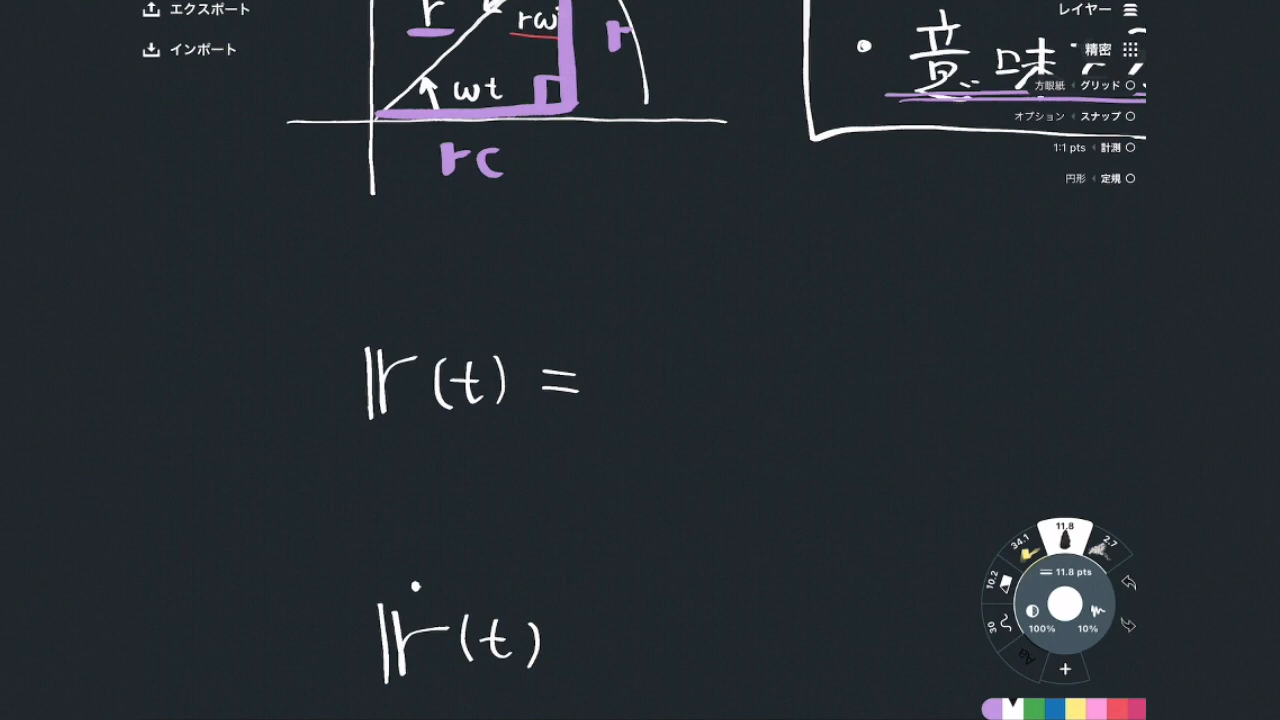 エクスポート
インポート
r
rω
r
ωt
rc
・意味
レイヤー
精密
方眼紙 グリッド
オプション スナップ
1:1 pts 計測
円形 定規
r(t) =
ṙ(t)
11.8
34.1
2.7
10.2
11.8 pts
30
100%
10%
Aa
+